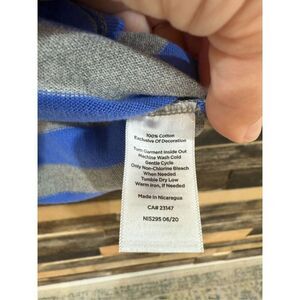 100% Cotton
Exclusive Of Decoration
Turn Garment Inside Out
Machine Wash Cold
Gentle Cycle
Only Non-Chlorine Bleach
When Needed
Tumble Dry Low
Warm Iron, If Needed
Made in Nicaragua
CA# 23147
NI5295 06/20